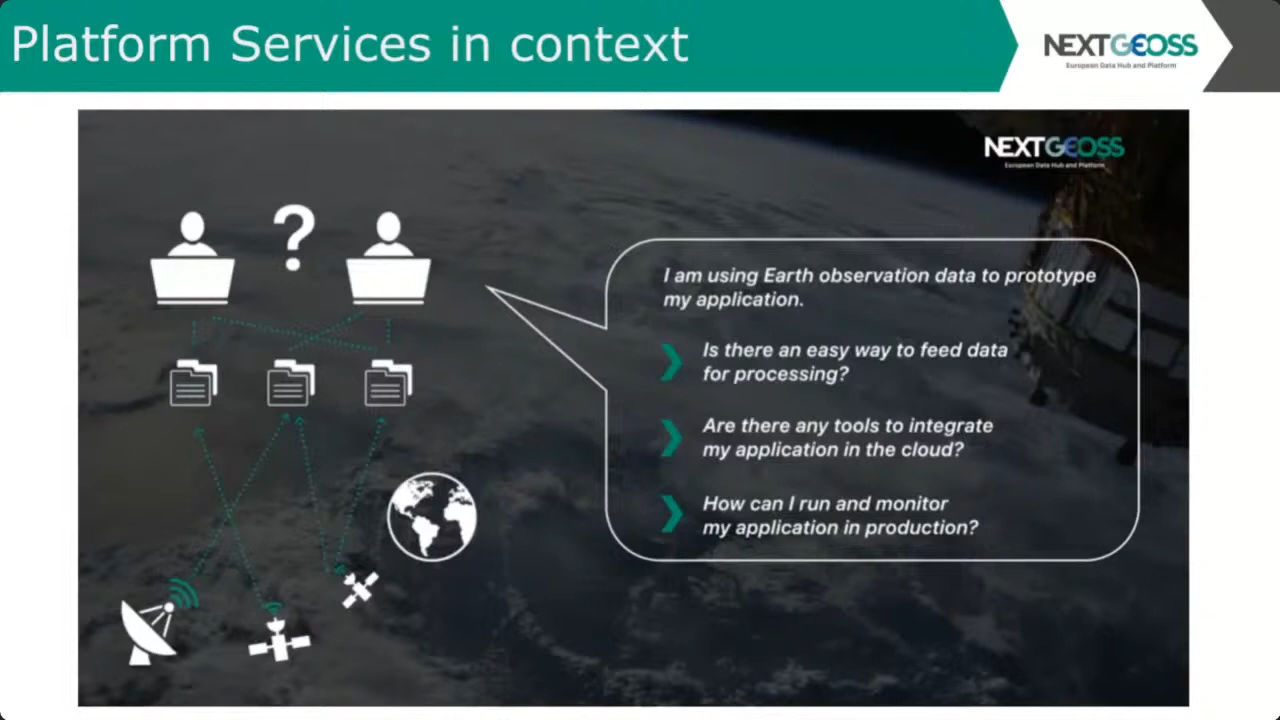 Platform Services in context
NEXTGEOSS
European Data Hub and Platform
NEXTGEOSS
European Data Hub and Platform
?
I am using Earth observation data to prototype
my application.
Is there an easy way to feed data
for processing?
Are there any tools to integrate
my application in the cloud?
How can I run and monitor
my application in production?